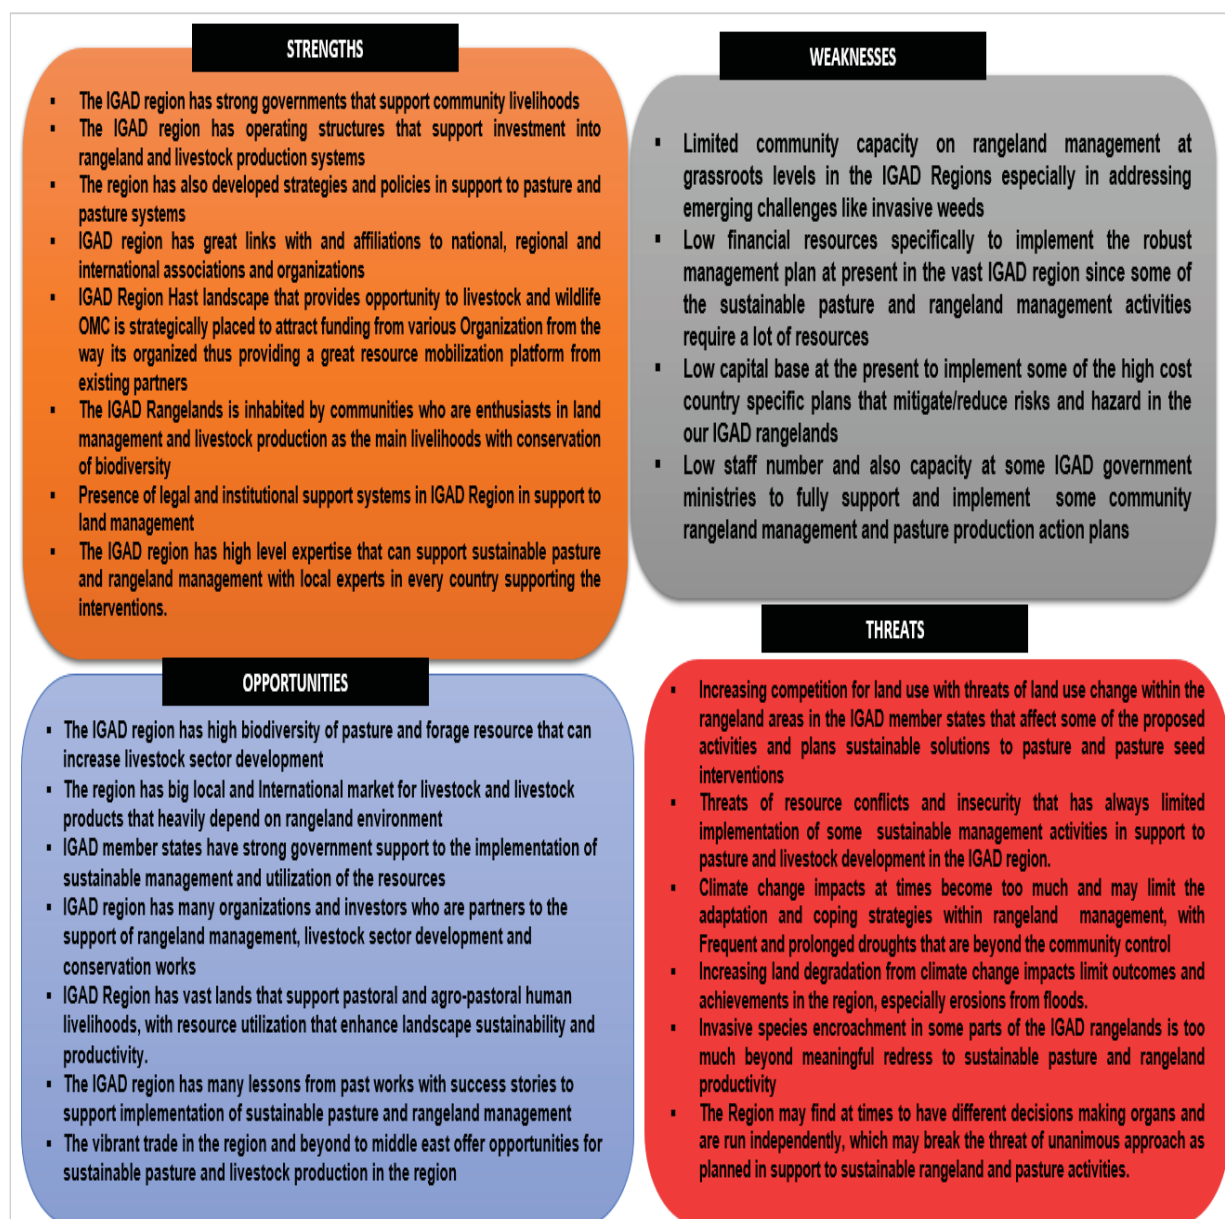 STRENGTHS
▪ The IGAD region has strong governments that support community livelihoods
▪ The IGAD region has operating structures that support investment into
rangeland and livestock production systems
▪ The region has also developed strategies and policies in support to pasture and
pasture systems
▪ IGAD region has great links with and affiliations to national, regional and
international associations and organizations
▪ IGAD Region Hast landscape that provides opportunity to livestock and wildlife
OMC is strategically placed to attract funding from various Organization from the
way its organized thus providing a great resource mobilization platform from
existing partners
▪ The IGAD Rangelands is inhabited by communities who are enthusiasts in land
management and livestock production as the main livelihoods with conservation
of biodiversity
▪ Presence of legal and institutional support systems in IGAD Region in support to
land management
▪ The IGAD region has high level expertise that can support sustainable pasture
and rangeland management with local experts in every country supporting the
interventions.
WEAKNESSES
▪ Limited community capacity on rangeland management at
grassroots levels in the IGAD Regions especially in addressing
emerging challenges like invasive weeds
▪ Low financial resources specifically to implement the robust
management plan at present in the vast IGAD region since some of
the sustainable pasture and rangeland management activities
require a lot of resources
▪ Low capital base at the present to implement some of the high cost
country specific plans that mitigate/reduce risks and hazard in the
our IGAD rangelands
▪ Low staff number and also capacity at some IGAD government
ministries to fully support and implement some community
rangeland management and pasture production action plans
OPPORTUNITIES
▪ The IGAD region has high biodiversity of pasture and forage resource that can
increase livestock sector development
▪ The region has big local and International market for livestock and livestock
products that heavily depend on rangeland environment
▪ IGAD member states have strong government support to the implementation of
sustainable management and utilization of the resources
▪ IGAD region has many organizations and investors who are partners to the
support of rangeland management, livestock sector development and
conservation works
▪ IGAD Region has vast lands that support pastoral and agro-pastoral human
livelihoods, with resource utilization that enhance landscape sustainability and
productivity.
▪ The IGAD region has many lessons from past works with success stories to
support implementation of sustainable pasture and rangeland management
▪ The vibrant trade in the region and beyond to middle east offer opportunities for
sustainable pasture and livestock production in the region
THREATS
▪ Increasing competition for land use with threats of land use change within the
rangeland areas in the IGAD member states that affect some of the proposed
activities and plans sustainable solutions to pasture and pasture seed
interventions
▪ Threats of resource conflicts and insecurity that has always limited
implementation of some sustainable management activities in support to
pasture and livestock development in the IGAD region.
▪ Climate change impacts at times become too much and may limit the
adaptation and coping strategies within rangeland management, with
Frequent and prolonged droughts that are beyond the community control
▪ Increasing land degradation from climate change impacts limit outcomes and
achievements in the region, especially erosions from floods.
▪ Invasive species encroachment in some parts of the IGAD rangelands is too
much beyond meaningful redress to sustainable pasture and rangeland
productivity
▪ The Region may find at times to have different decisions making organs and
are run independently, which may break the threat of unanimous approach as
planned in support to sustainable rangeland and pasture activities.